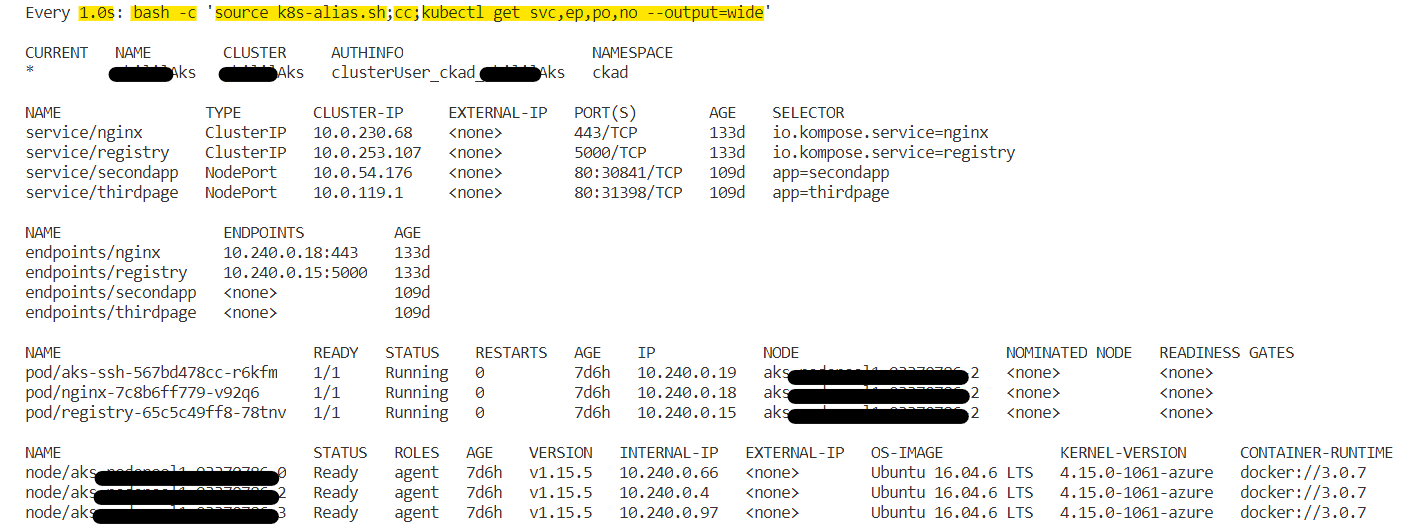 Every 1.0s: bash -c 'source k8s-alias.sh;cc;kubectl get svc,ep,po,no --output=wide'
CURRENT NAME CLUSTER AUTHINFO NAMESPACE
* Aks Aks clusterUser_ckad_ Aks ckad
NAME TYPE CLUSTER-IP EXTERNAL-IP PORT(S) AGE SELECTOR
service/nginx ClusterIP 10.0.230.68 <none> 443/TCP 133d io.kompose.service=nginx
service/registry ClusterIP 10.0.253.107 <none> 5000/TCP 133d io.kompose.service=registry
service/secondapp NodePort 10.0.54.176 <none> 80:30841/TCP 109d app=secondapp
service/thirdpage NodePort 10.0.119.1 <none> 80:31398/TCP 109d app=thirdpage
NAME ENDPOINTS AGE
endpoints/nginx 10.240.0.18:443 133d
endpoints/registry 10.240.0.15:5000 133d
endpoints/secondapp <none> 109d
endpoints/thirdpage <none> 109d
NAME READY STATUS RESTARTS AGE IP NODE NOMINATED NODE READINESS GATES
pod/aks-ssh-567bd478cc-r6kfm 1/1 Running 0 7d6h 10.240.0.19 aks 2 <none> <none>
pod/nginx-7c8b6ff779-v92q6 1/1 Running 0 7d6h 10.240.0.18 aks 2 <none> <none>
pod/registry-65c5c49ff8-78tnv 1/1 Running 0 7d6h 10.240.0.15 aks 2 <none> <none>
NAME STATUS ROLES AGE VERSION INTERNAL-IP EXTERNAL-IP OS-IMAGE KERNEL-VERSION CONTAINER-RUNTIME
node/aks 0 Ready agent 7d6h v1.15.5 10.240.0.66 <none> Ubuntu 16.04.6 LTS 4.15.0-1061-azure docker://3.0.7
node/aks 2 Ready agent 7d6h v1.15.5 10.240.0.4 <none> Ubuntu 16.04.6 LTS 4.15.0-1061-azure docker://3.0.7
node/aks 3 Ready agent 7d6h v1.15.5 10.240.0.97 <none> Ubuntu 16.04.6 LTS 4.15.0-1061-azure docker://3.0.7